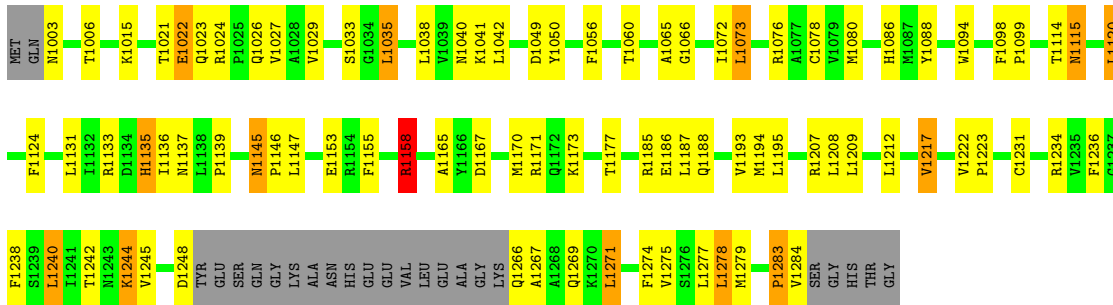 MET GLN N1003 T1006 K1015 T1021 E1022 Q1023 R1024 P1025 Q1026 V1027 A1028 V1029 S1033 G1034 L1035 L1038 V1039 N1040 K1041 L1042 D1049 Y1050 F1056 T1060 A1065 G1066 I1072 L1073 R1076 A1077 C1078 V1079 M1080 H1086 M1087 Y1088 W1094 F1098 P1099 T1114 N1115 L1120
F1124 L1131 I1132 R1133 D1134 H1135 I1136 N1137 L1138 P1139 N1145 P1146 L1147 E1153 R1154 F1155 R1158 A1165 Y1166 D1167 M1170 R1171 Q1172 K1173 T1177 R1185 E1186 L1187 Q1188 V1193 M1194 L1195 R1207 L1208 L1209 L1212 V1217 V1222 P1223 C1231 R1234 V1235 F1236 C1237
F1238 S1239 L1240 I1241 T1242 N1243 K1244 V1245 D1248 TYR GLU SER GLN GLY LYS ALA ASN HIS GLU GLU VAL LEU GLU ALA GLY LYS Q1266 A1267 A1268 Q1269 K1270 L1271 F1274 V1275 S1276 L1277 L1278 M1279 P1283 V1284 SER GLY HIS THR GLY